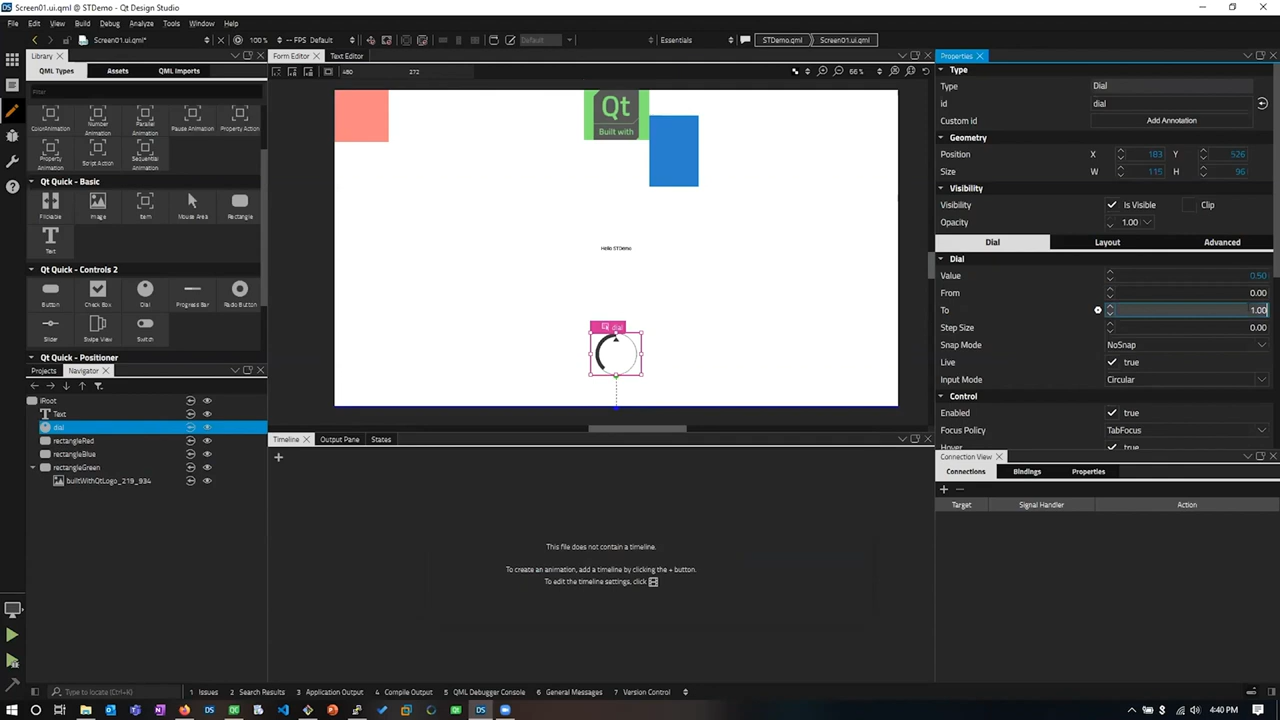 Screen01.ui.qml* @ STDemo - Qt Design Studio
File Edit View Build Debug Analyze Tools Window Help
Screen01.ui.qml* 100 % -- FPS Default Default Essentials STDemo.qml Screen01.ui.qml
Library
QML Types Assets QML Imports
Filter
ColorAnimation Number Animation Parallel Animation Pause Animation Property Action
Property Animation Script Action Sequential Animation
Qt Quick - Basic
Flickable Image Item Mouse Area Rectangle
Text
Qt Quick - Controls 2
Button Check Box Dial Progress Bar Radio Button
Slider Swipe View Switch
Qt Quick - Positioner
Projects Navigator
Text
dial
rectangleRed
rectangleBlue
rectangleGreen
builtWithQtLogo_219_934
Form Editor Text Editor
480 272 66 %
Qt
Built with
Hello STDemo
dial
Timeline Output Pane States
This file does not contain a timeline.
To create an animation, add a timeline by clicking the + button.
To edit the timeline settings, click
Properties
Type
Type Dial
id dial
Custom id Add Annotation
Geometry
Position X 183 Y 526
Size W 115 H 96
Visibility
Visibility Is Visible Clip
Opacity 1.00
Dial Layout Advanced
Dial
Value 0.50
From 0.00
To 1.00
Step Size 0.00
Snap Mode NoSnap
Live true
Input Mode Circular
Control
Enabled true
Focus Policy TabFocus
Hover true
Connection View
Connections Bindings Properties
Target Signal Handler Action
Type to locate (Ctrl+K) 1 Issues 2 Search Results 3 Application Output 4 Compile Output 5 QML Debugger Console 6 General Messages 7 Version Control
4:40 PM